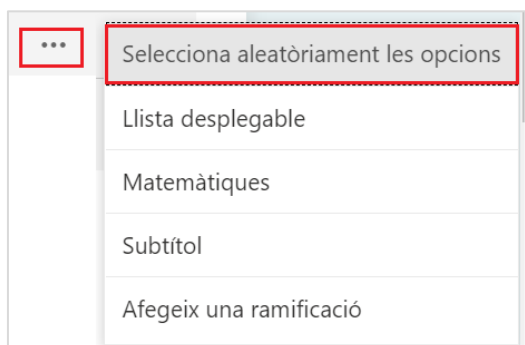 ...
Selecciona aleatòriament les opcions
Llista desplegable
Matemàtiques
Subtítol
Afegeix una ramificació